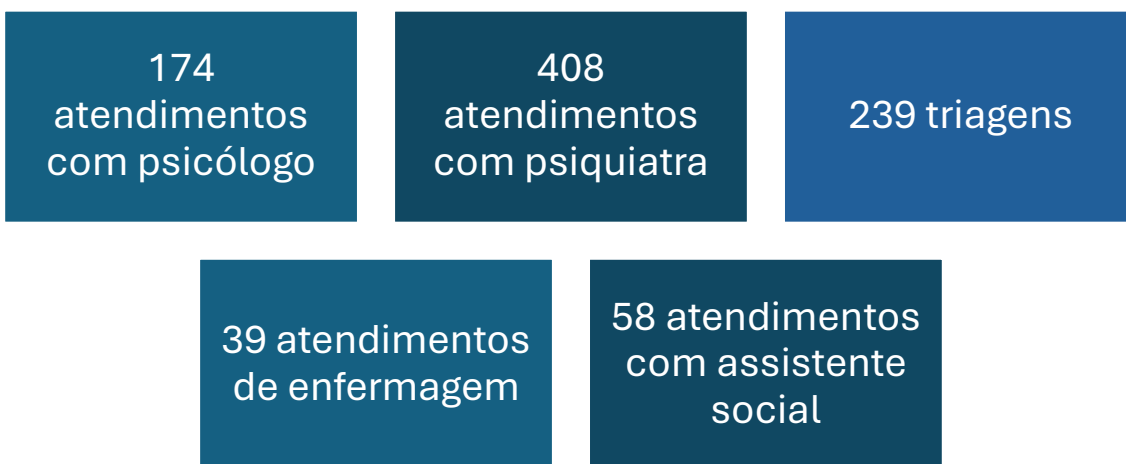 174
atendimentos
com psicólogo
408
atendimentos
com psiquiatra
239 triagens
39 atendimentos
de enfermagem
58 atendimentos
com assistente
social